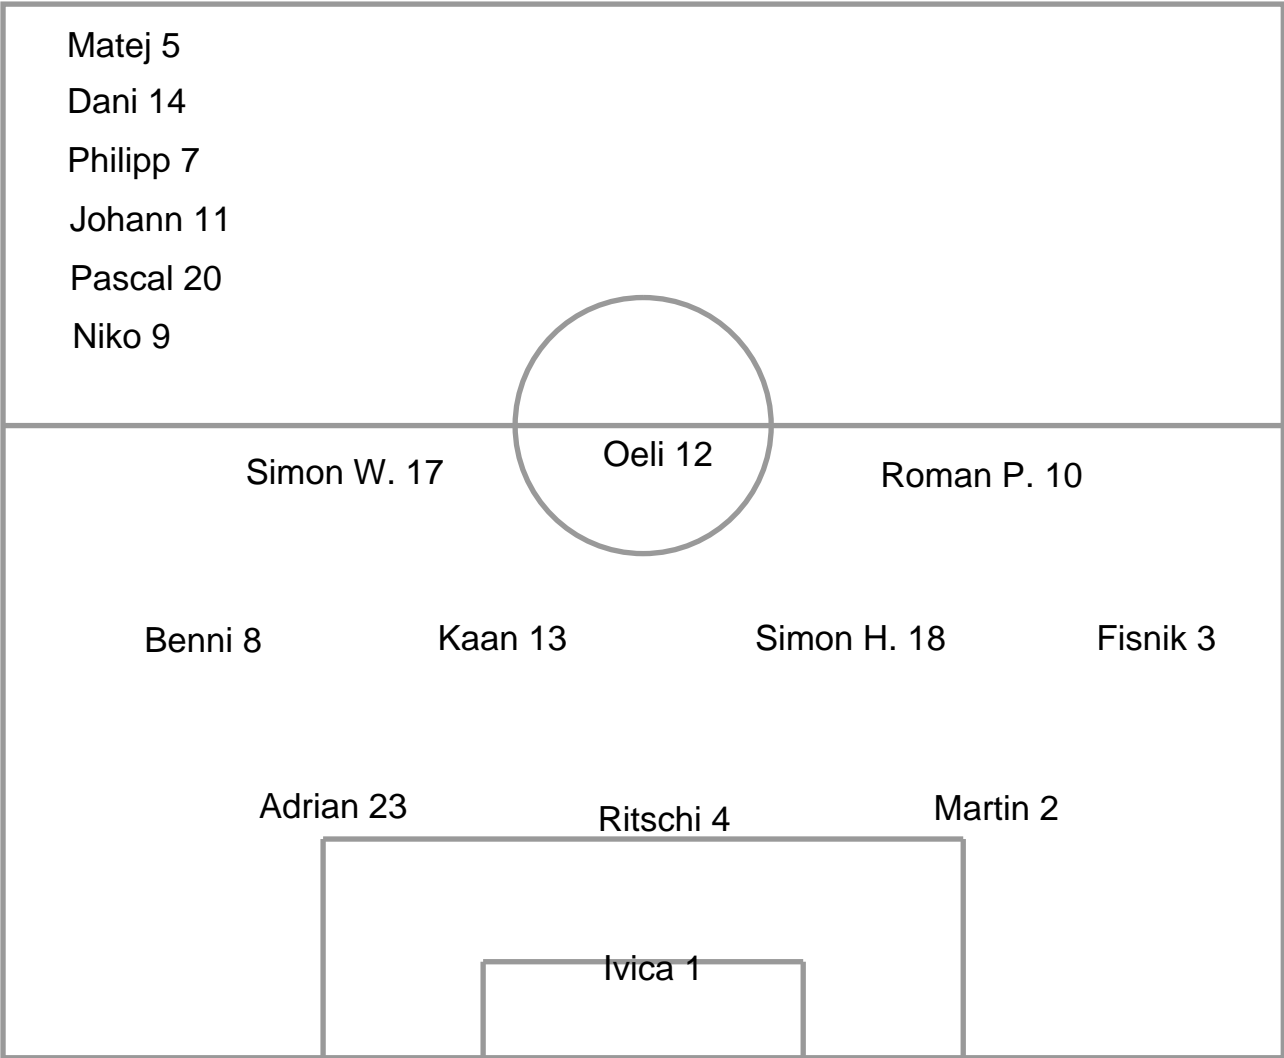 Matej 5
Dani 14
Philipp 7
Johann 11
Pascal 20
Niko 9
Simon W. 17
Oeli 12
Roman P. 10
Benni 8
Kaan 13
Simon H. 18
Fisnik 3
Adrian 23
Ritschi 4
Martin 2
Ivica 1